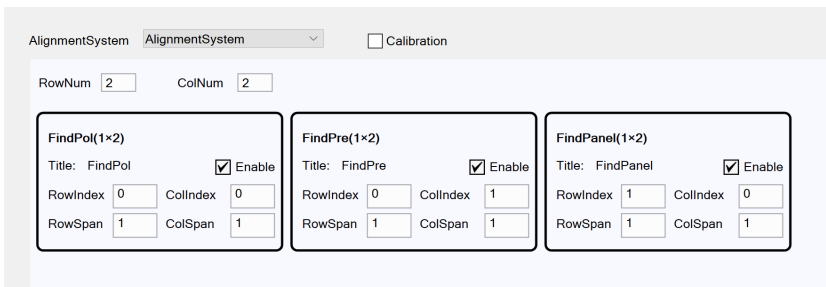 AlignmentSystem AlignmentSystem Calibration
RowNum 2 ColNum 2
FindPol(1×2)
Title: FindPol Enable
RowIndex 0 ColIndex 0
RowSpan 1 ColSpan 1
FindPre(1×2)
Title: FindPre Enable
RowIndex 0 ColIndex 1
RowSpan 1 ColSpan 1
FindPanel(1×2)
Title: FindPanel Enable
RowIndex 1 ColIndex 0
RowSpan 1 ColSpan 1